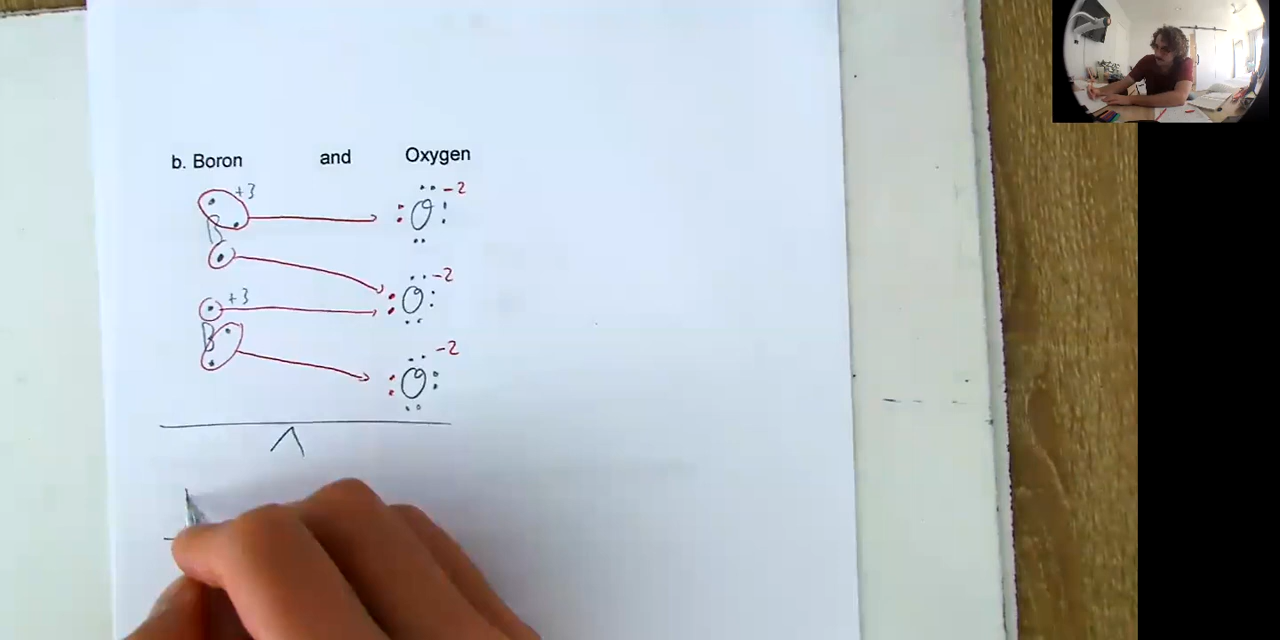 b. Boron and Oxygen
+3 -2
B O
-2
+3 O
B -2
O